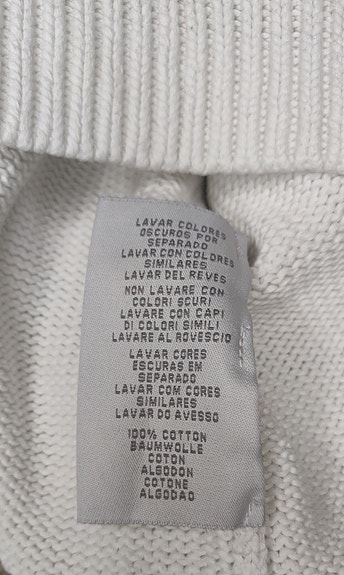 LAVAR COLORES
OSCUROS POR
SEPARADO
LAVAR CON COLORES
SIMILARES
LAVAR DEL REVES
NON LAVARE CON
COLORI SCURI
LAVARE CON CAPI
DI COLORI SIMILI
LAVARE AL ROVESCIO
LAVAR CORES
ESCURAS EM
SEPARADO
LAVAR COM CORES
SIMILARES
LAVAR DO AVESSO
100% COTTON
BAUMWOLLE
COTON
ALGODON
COTONE
ALGODAO